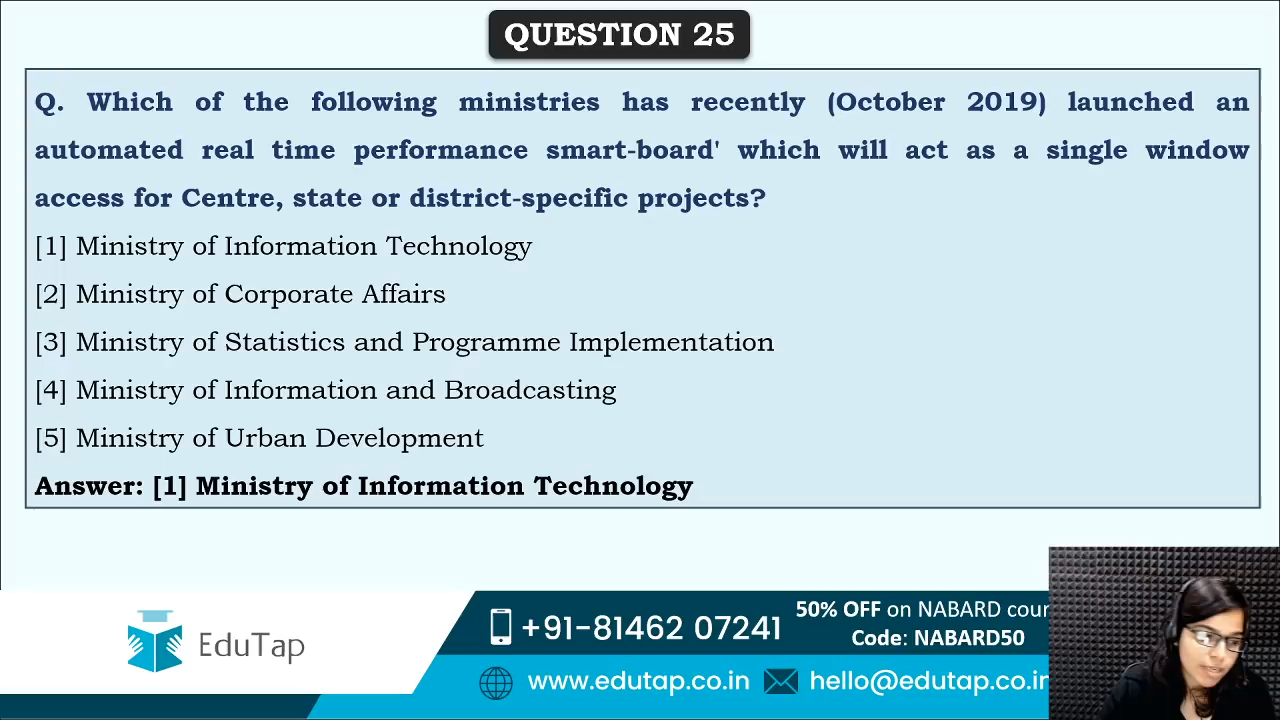 QUESTION 25
Q. Which of the following ministries has recently (October 2019) launched an
automated real time performance smart-board' which will act as a single window
access for Centre, state or district-specific projects?
[1] Ministry of Information Technology
[2] Ministry of Corporate Affairs
[3] Ministry of Statistics and Programme Implementation
[4] Ministry of Information and Broadcasting
[5] Ministry of Urban Development
Answer: [1] Ministry of Information Technology
EduTap
+91-81462 07241
50% OFF on NABARD cour
Code: NABARD50
www.edutap.co.in
hello@edutap.co.in